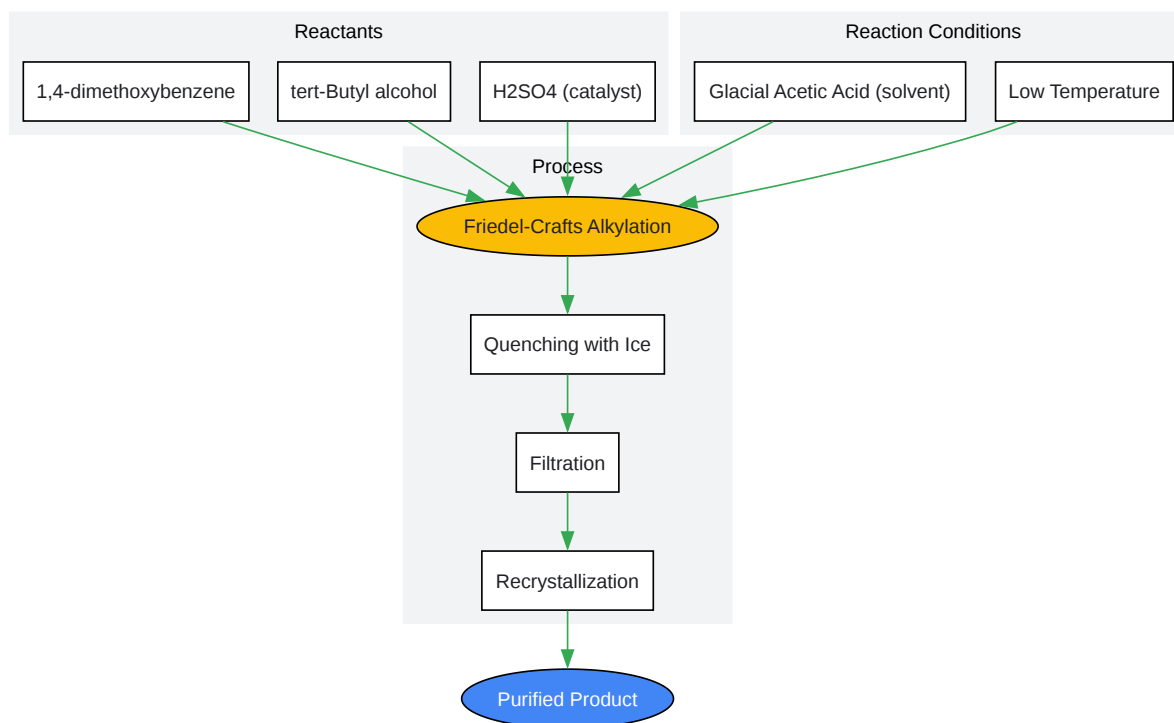 Reactants
Reaction Conditions
1,4-dimethoxybenzene
tert-Butyl alcohol
H2SO4 (catalyst)
Glacial Acetic Acid (solvent)
Low Temperature
Process
Friedel-Crafts Alkylation
Quenching with Ice
Filtration
Recrystallization
Purified Product